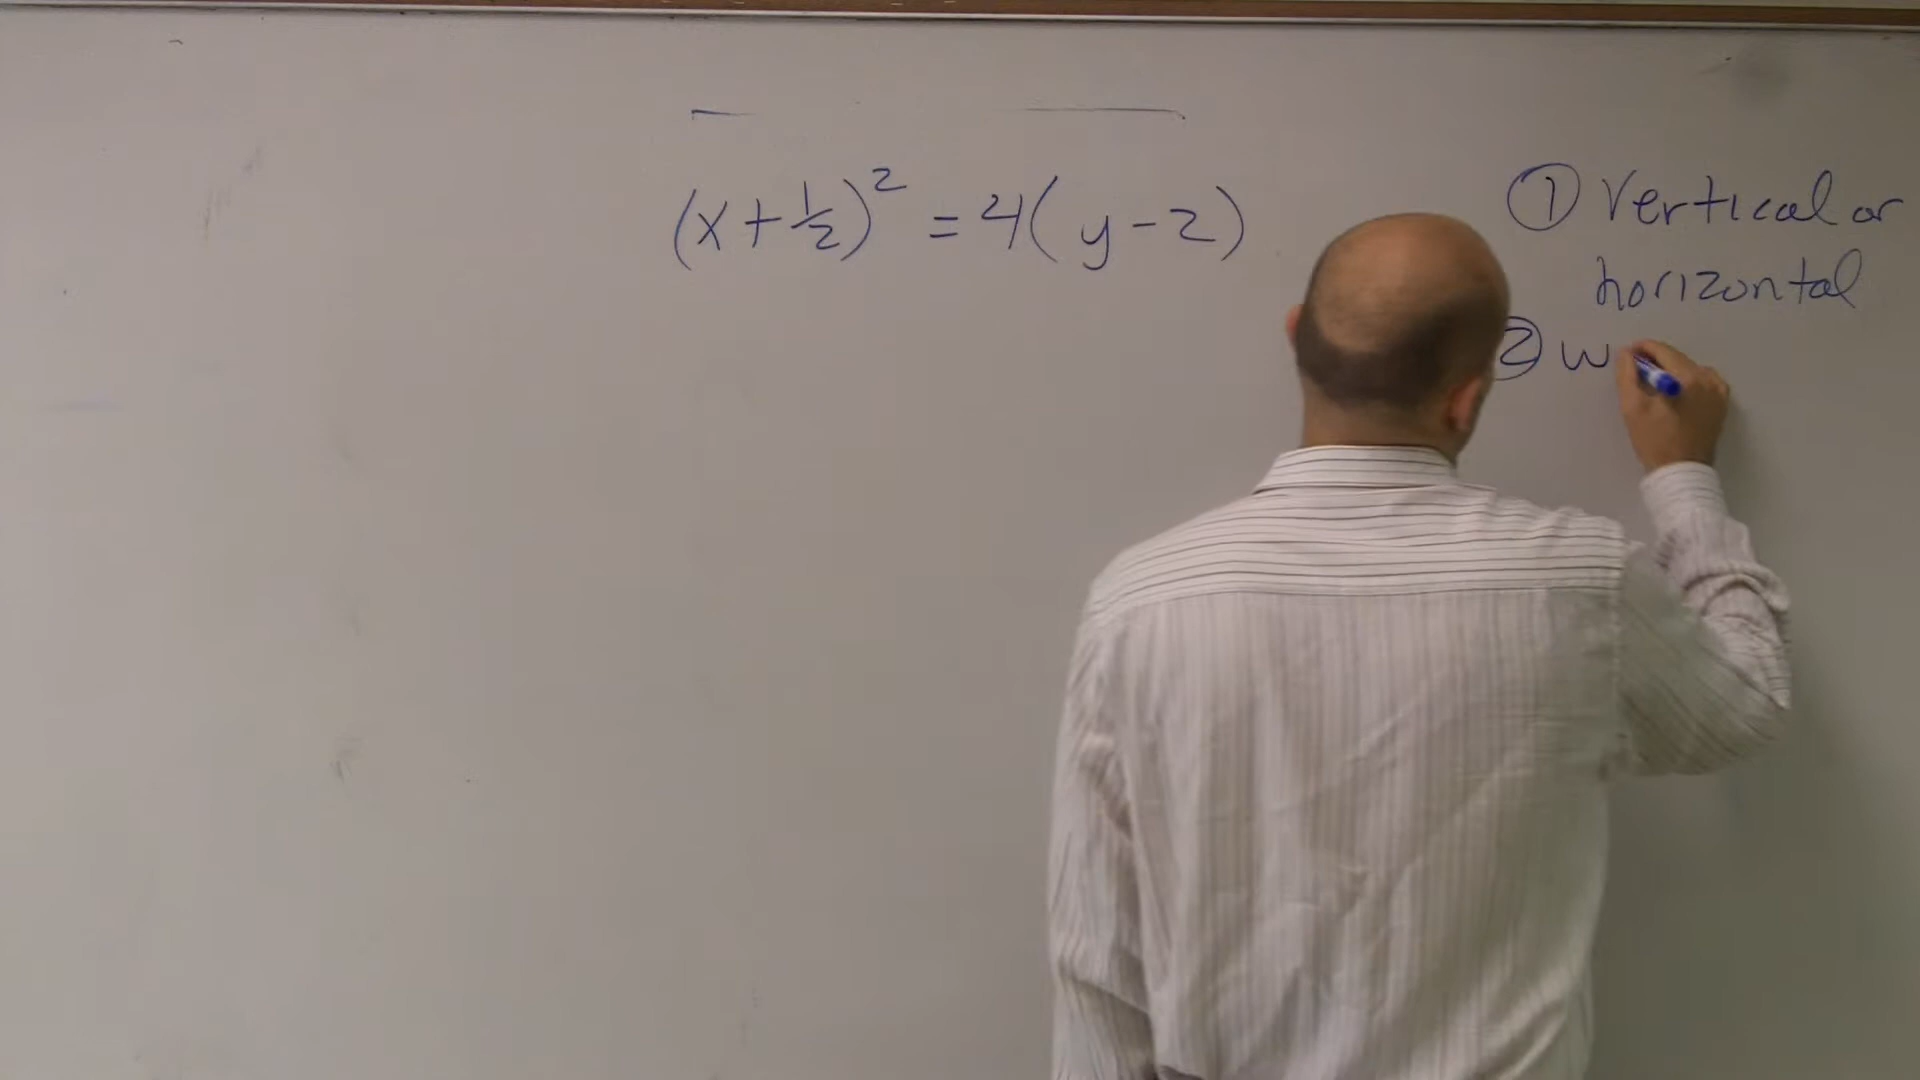 (x+½)² = 4(y-2)
① Vertical or
horizontal
② w